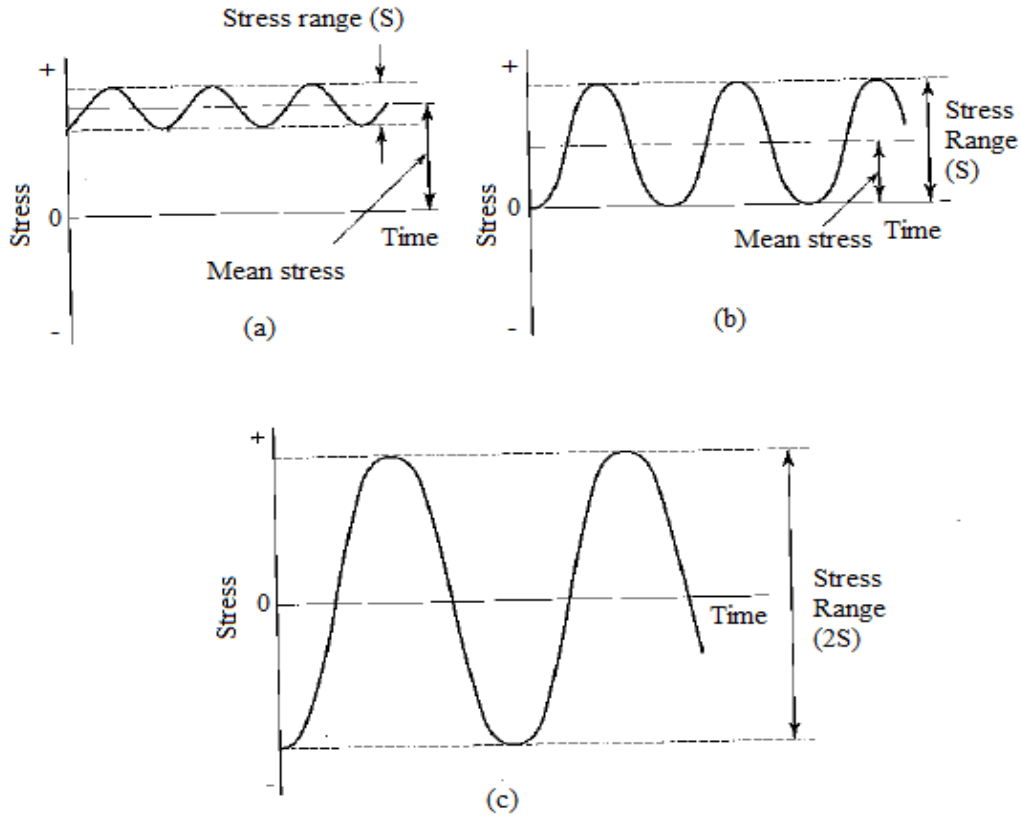 Stress range (S)
+
0
Stress
-
Time
Mean stress
(a)
+
0
Stress
-
Stress
Range
(S)
-
Mean stress
Time
(b)
+
0
Stress
-
Time
Stress
Range
(2S)
(c)